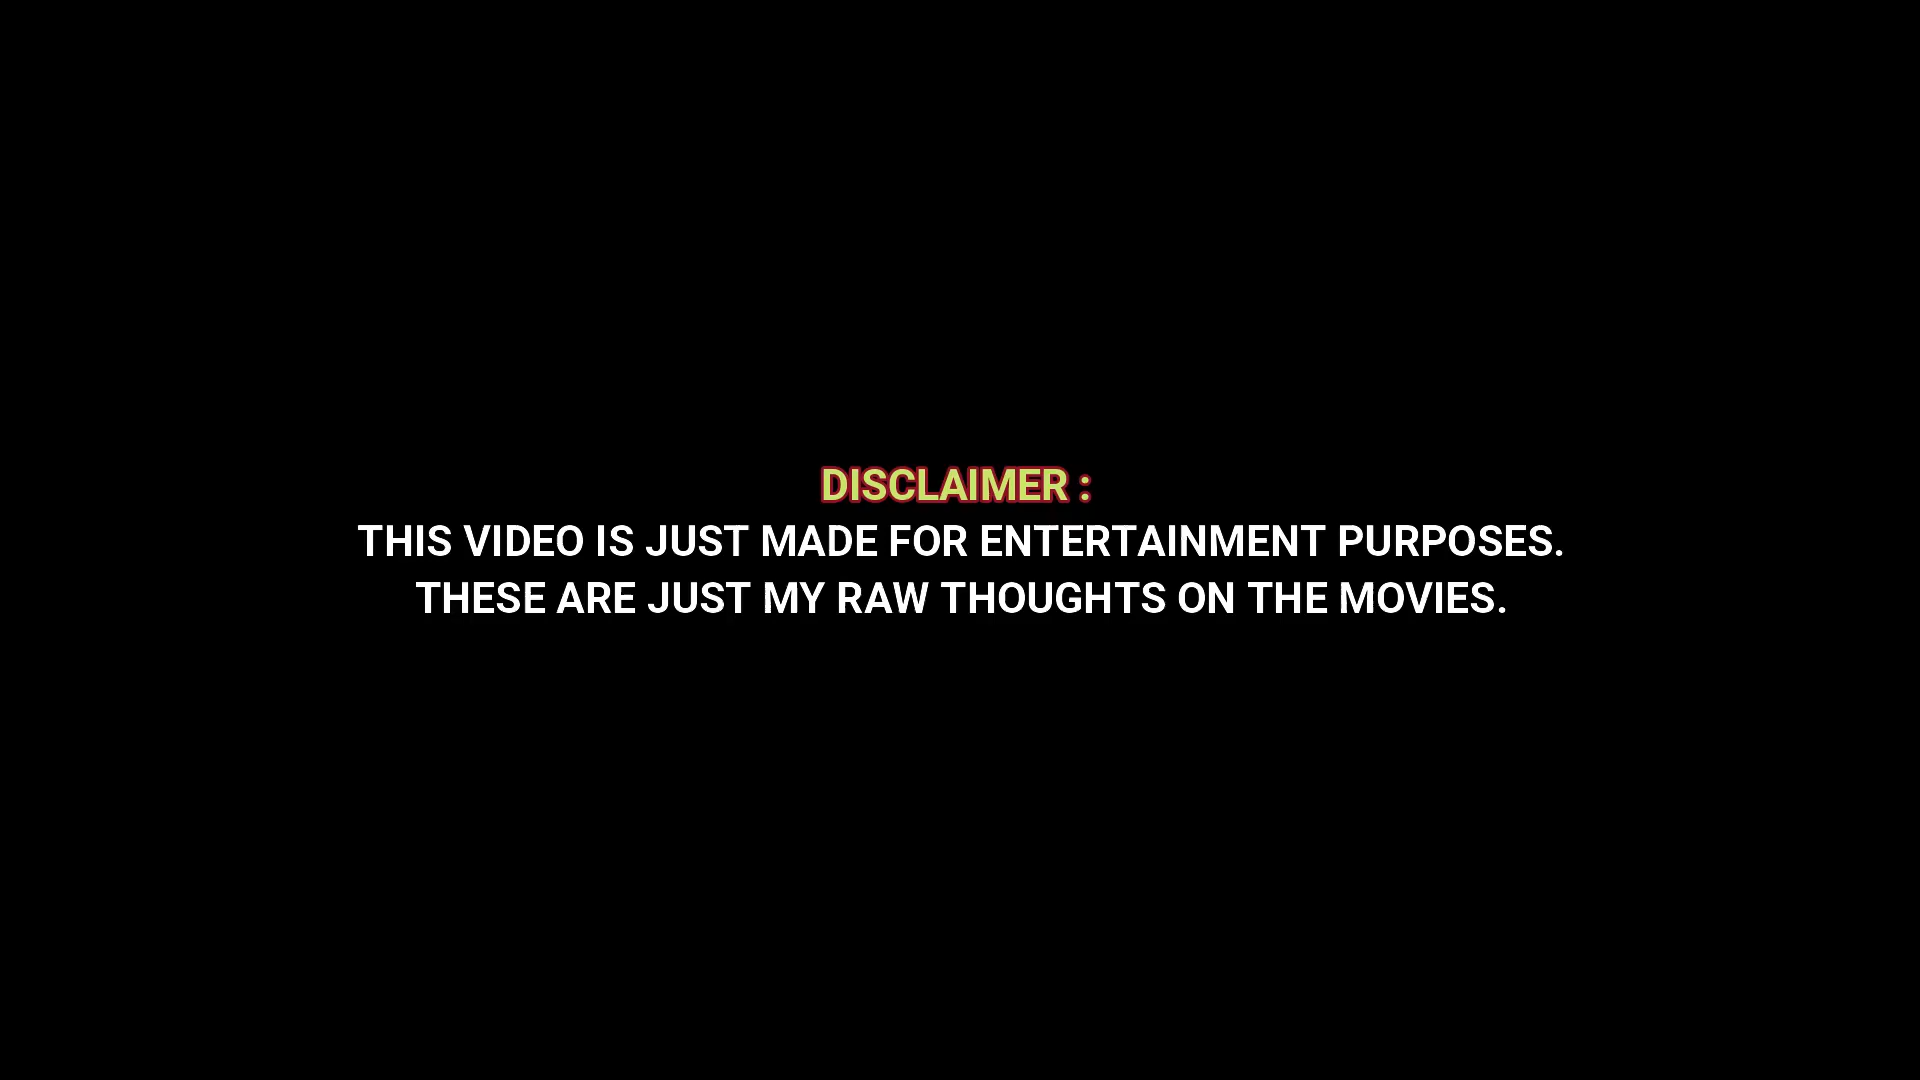 DISCLAIMER :
THIS VIDEO IS JUST MADE FOR ENTERTAINMENT PURPOSES.
THESE ARE JUST MY RAW THOUGHTS ON THE MOVIES.